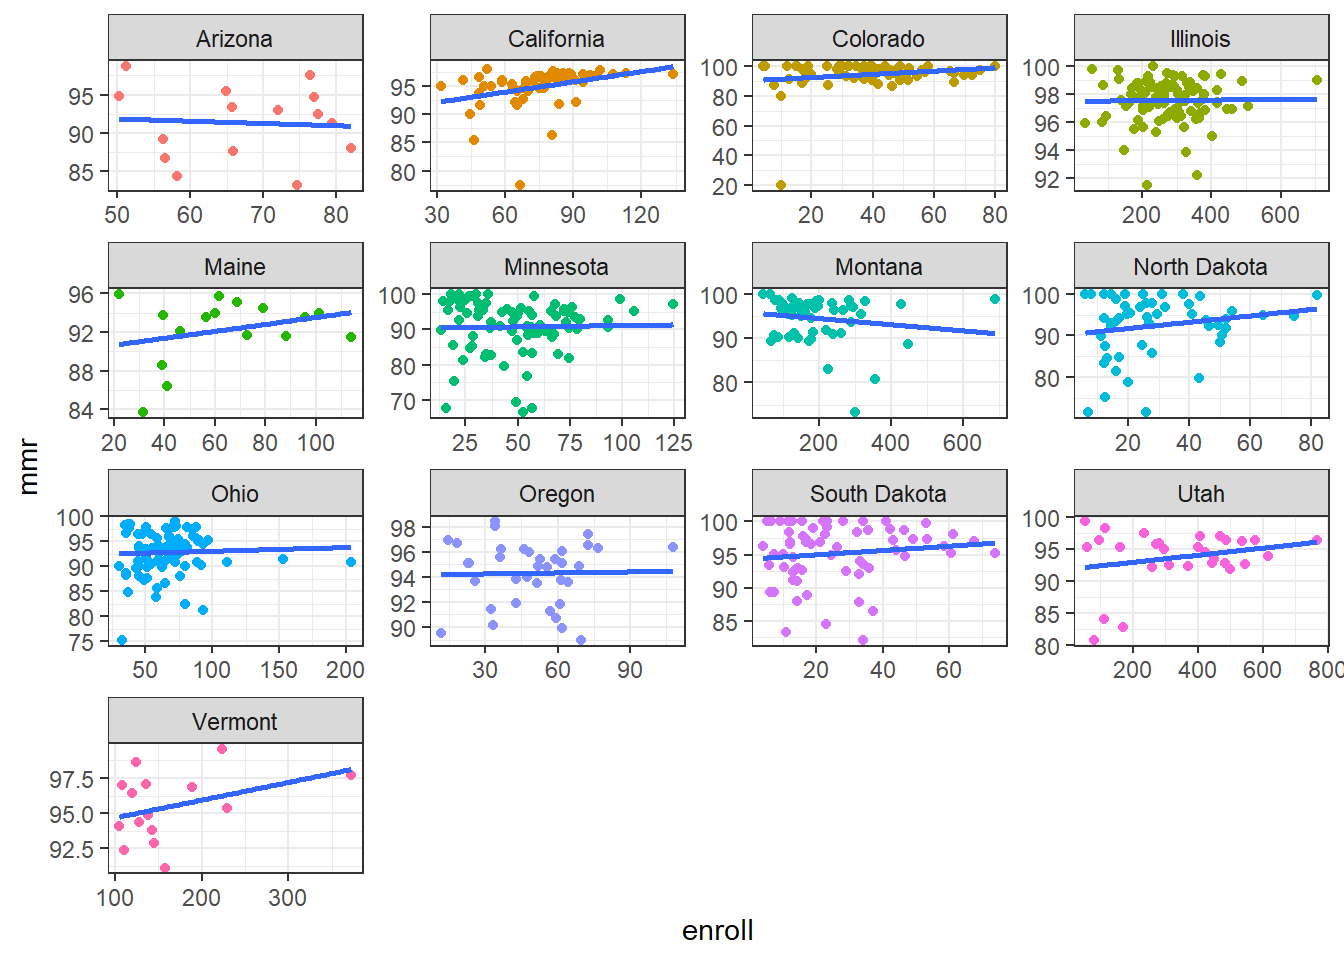 Arizona
California
Colorado
Illinois
95
90
85
95
90
85
80
100
80
60
40
20
100
98
96
94
92
50 60 70 80
30 60 90 120
20 40 60 80
200 400 600
Maine
Minnesota
Montana
North Dakota
96
92
88
84
100
90
80
70
100
90
80
100
90
80
20 40 60 80 100
25 50 75 100 125
200 400 600
20 40 60 80
mmr
Ohio
Oregon
South Dakota
Utah
100
95
90
85
80
75
98
96
94
92
90
100
95
90
85
100
95
90
85
80
50 100 150 200
30 60 90
20 40 60
200 400 600 800
Vermont
97.5
95.0
92.5
100 200 300
enroll